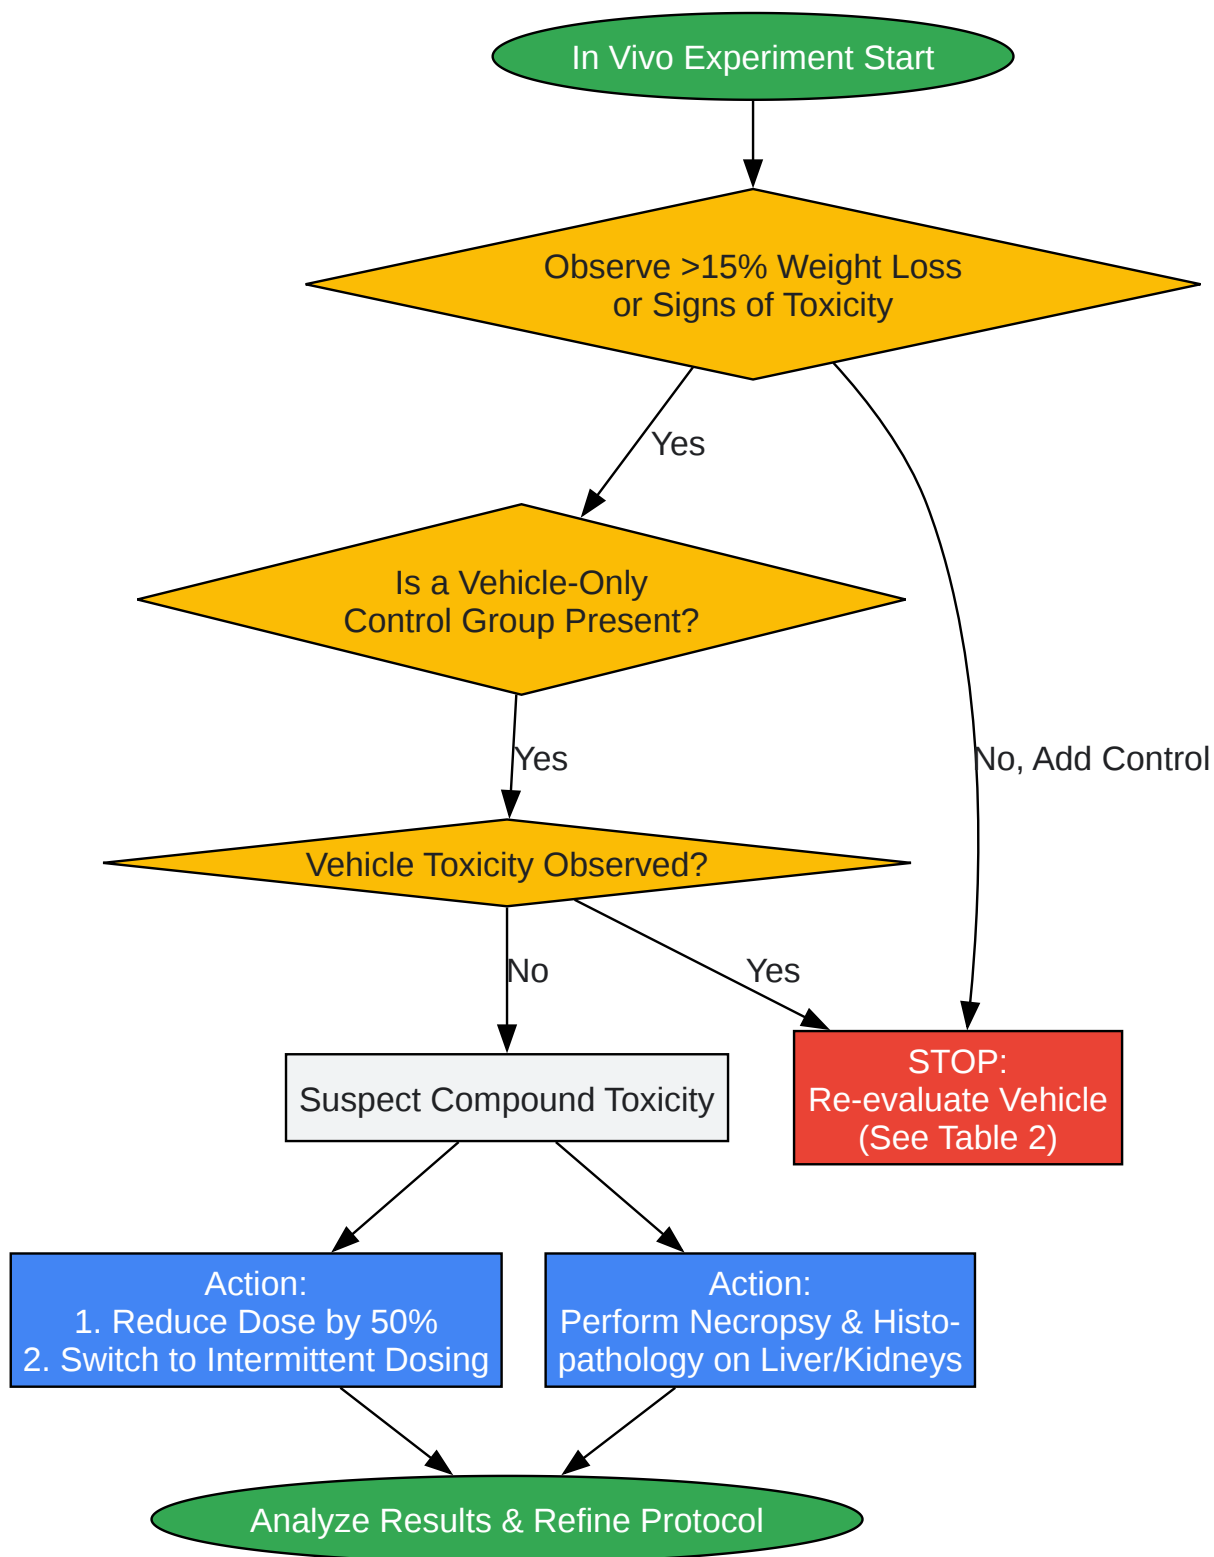 In Vivo Experiment Start
Observe >15% Weight Loss
or Signs of Toxicity
Yes
Is a Vehicle-Only
Control Group Present?
Yes
No, Add Control
Vehicle Toxicity Observed?
No
Yes
STOP:
Re-evaluate Vehicle
(See Table 2)
Suspect Compound Toxicity
Action:
1. Reduce Dose by 50%
2. Switch to Intermittent Dosing
Action:
Perform Necropsy & Histo-
pathology on Liver/Kidneys
Analyze Results & Refine Protocol